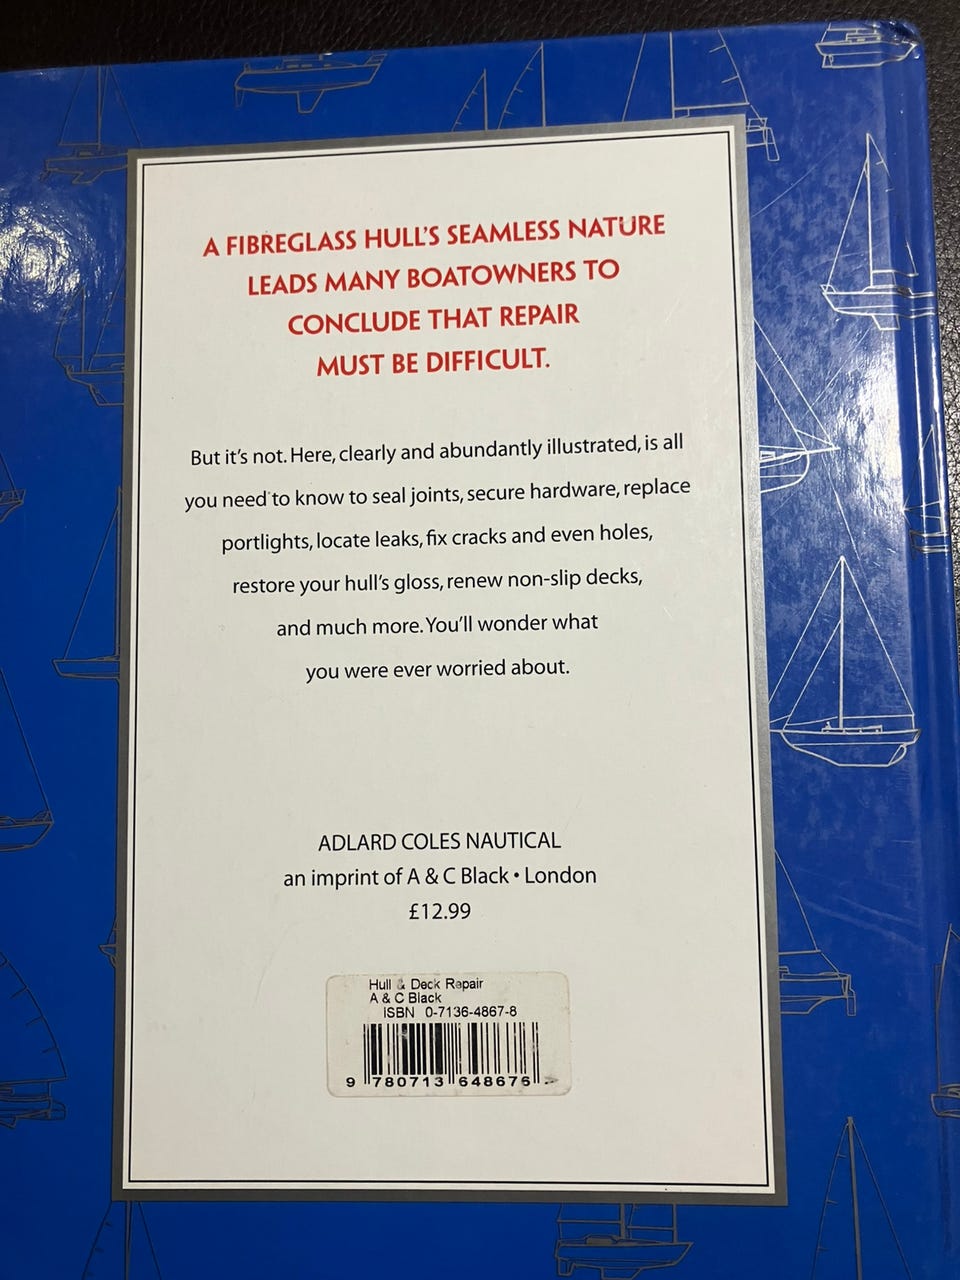 A FIBREGLASS HULL'S SEAMLESS NATURE
LEADS MANY BOATOWNERS TO
CONCLUDE THAT REPAIR
MUST BE DIFFICULT.
But it's not. Here, clearly and abundantly illustrated, is all
you need to know to seal joints, secure hardware, replace
portlights, locate leaks, fix cracks and even holes,
restore your hull's gloss, renew non-slip decks,
and much more. You'll wonder what
you were ever worried about.
ADLARD COLES NAUTICAL
an imprint of A & C Black • London
£12.99
Hull & Deck Repair
A & C Black
ISBN 0-7136-4867-8
9 780713 648676